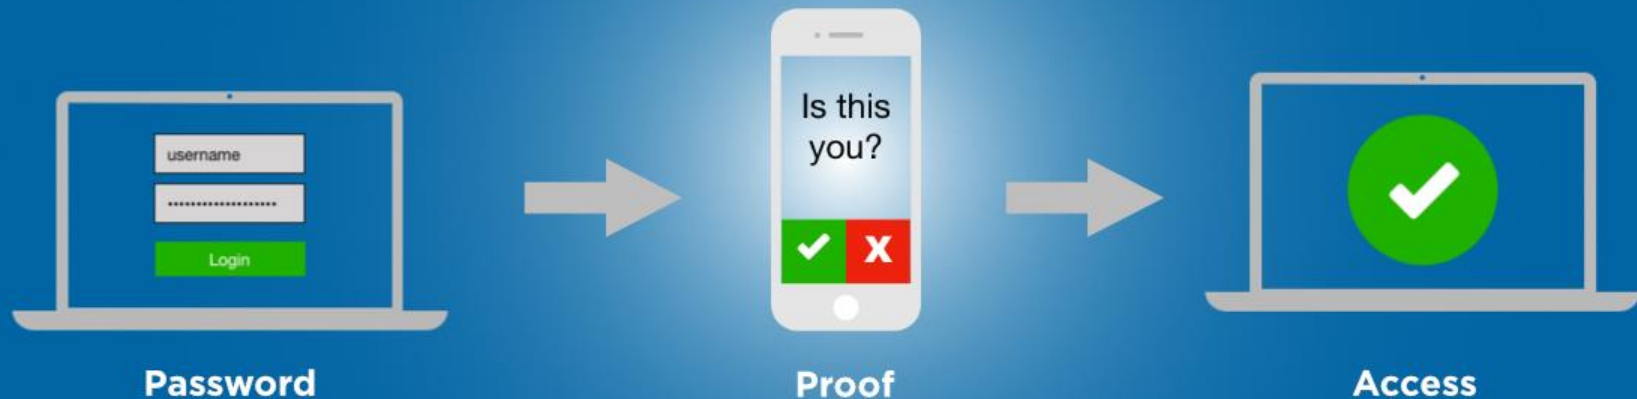 username
••••••••••••••••••
Login
Password
Is this
you?
X
Proof
Access